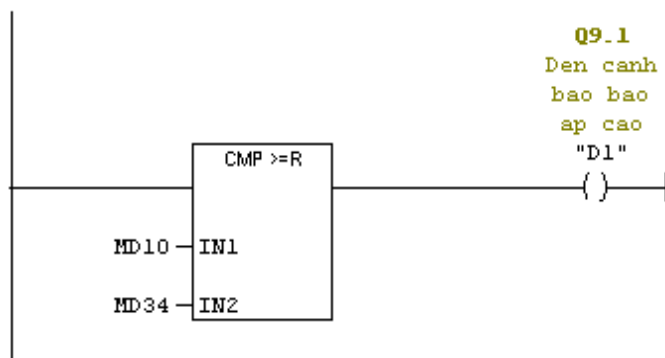 Q9.1
Den canh
bao bao
ap cao
"D1"
CMP >=R
MD10
IN1
MD34
IN2